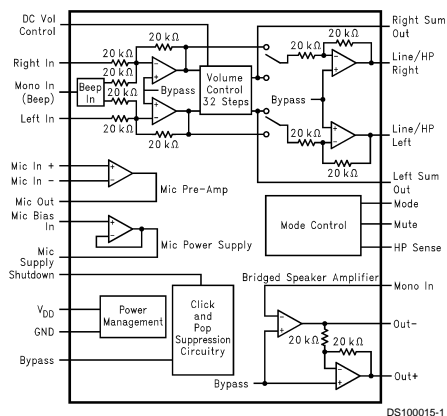 DC Vol
Control
Right In
Mono In
(Beep)
Left In
Beep
In
20 kΩ
20 kΩ
20 kΩ
20 kΩ
20 kΩ
20 kΩ
Bypass
Volume
Control
32 Steps
20 kΩ
20 kΩ
20 kΩ
20 kΩ
Bypass
Right Sum
Out
Line/HP
Right
Line/HP
Left
Left Sum
Out
Mic In +
Mic In -
Mic Out
Mic Pre-Amp
Mic Bias
In
Mic
Supply
Mic Power Supply
Mode Control
Mode
Mute
HP Sense
Shutdown
VDD
GND
Power
Management
Click
and
Pop
Suppression
Circuitry
Bypass
Bridged Speaker Amplifier
Mono In
Out-
20 kΩ
20 kΩ
Bypass
Out+
DS100015-1